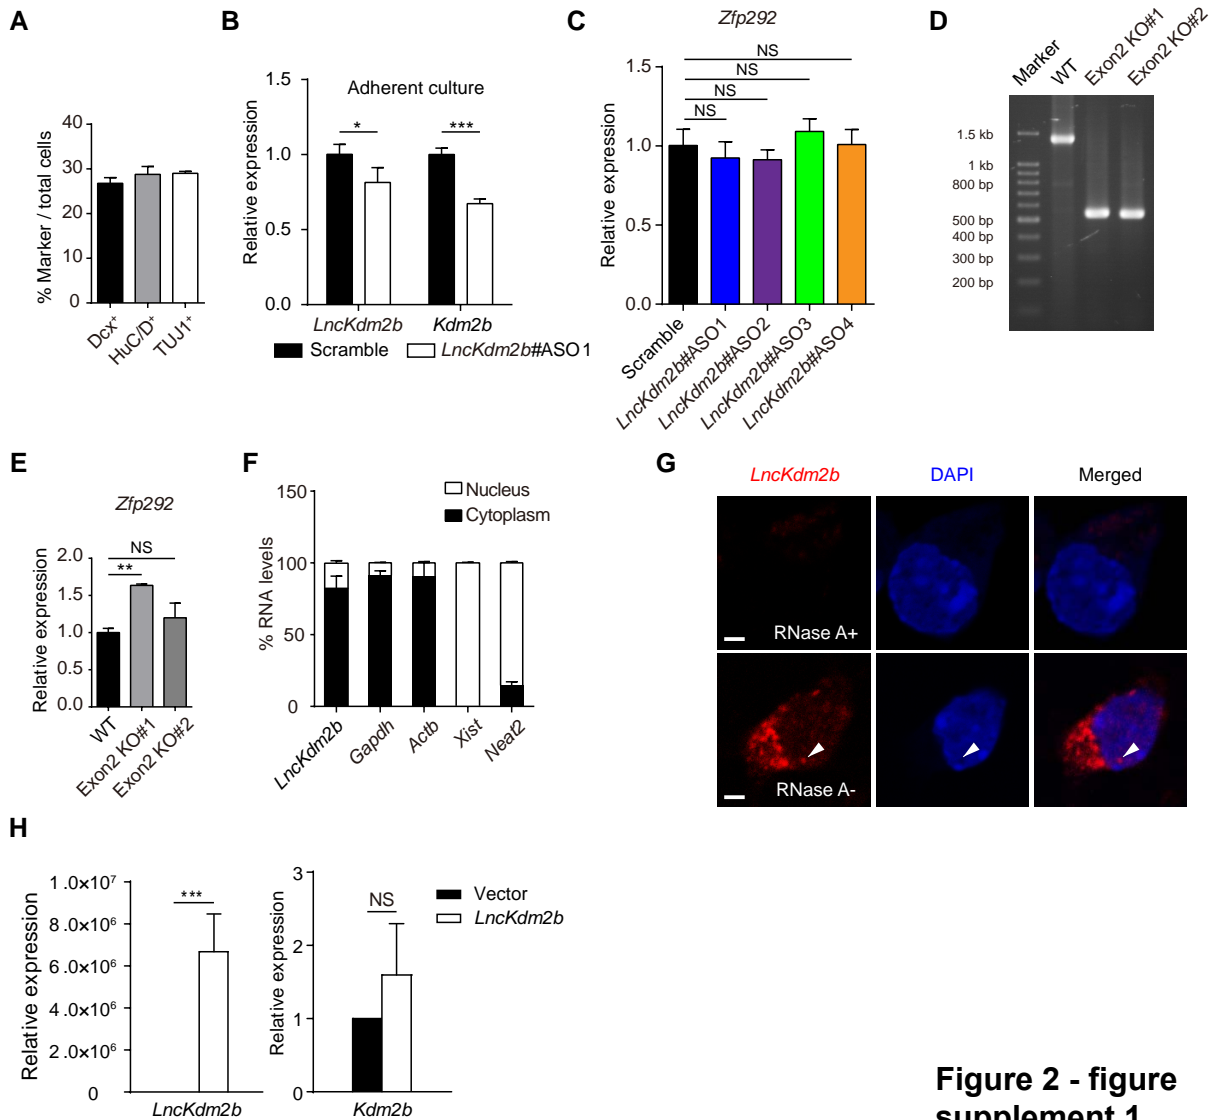 A
% Marker / total cells
40
30
20
10
0
Dcx⁺
HuC/D⁺
TUJ1⁺
B
Adherent culture
Relative expression
1.5
1.0
0.5
0.0
*
***
LncKdm2b
Kdm2b
Scramble
LncKdm2b#ASO1
C
Zfp292
Relative expression
1.5
1.0
0.5
0.0
NS
NS
NS
NS
Scramble
LncKdm2b#ASO1
LncKdm2b#ASO2
LncKdm2b#ASO3
LncKdm2b#ASO4
D
Marker
WT
Exon2 KO#1
Exon2 KO#2
1.5 kb
1 kb
800 bp
500 bp
400 bp
300 bp
200 bp
E
Zfp292
Relative expression
2.0
1.5
1.0
0.5
0.0
NS
**
WT
Exon2 KO#1
Exon2 KO#2
F
% RNA levels
150
100
50
0
Nucleus
Cytoplasm
LncKdm2b
Gapdh
Actb
Xist
Neat2
G
LncKdm2b
DAPI
Merged
RNase A+
RNase A-
H
Relative expression
1.0×10⁷
8.0×10⁶
6.0×10⁶
4.0×10⁶
2.0×10⁶
0
***
LncKdm2b
Relative expression
3
2
1
0
NS
Kdm2b
Vector
LncKdm2b
Figure 2 - figure
supplement 1